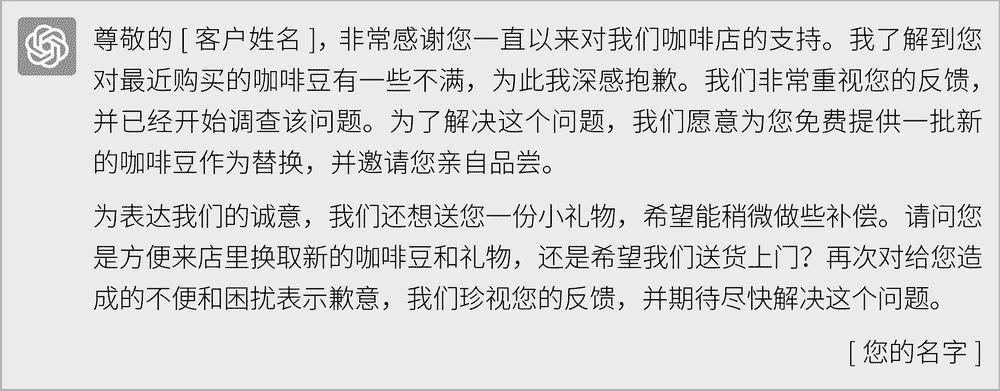 尊敬的 [ 客户姓名 ]，非常感谢您一直以来对我们咖啡店的支持。我了解到您
对最近购买的咖啡豆有一些不满，为此我深感抱歉。我们非常重视您的反馈，
并已经开始调查该问题。为了解决这个问题，我们愿意为您免费提供一批新
的咖啡豆作为替换，并邀请您亲自品尝。
为表达我们的诚意，我们还想送您一份小礼物，希望能稍微做些补偿。请问您
是方便来店里换取新的咖啡豆和礼物，还是希望我们送货上门？再次对给您造
成的不便和困扰表示歉意，我们珍视您的反馈，并期待尽快解决这个问题。
[ 您的名字 ]